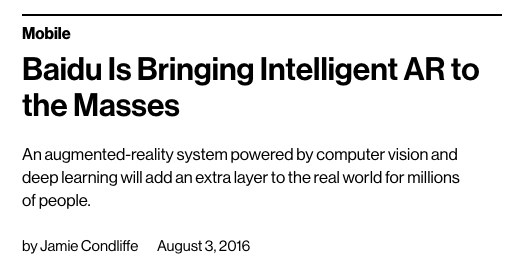 Mobile
Baidu Is Bringing Intelligent AR to
the Masses
An augmented-reality system powered by computer vision and
deep learning will add an extra layer to the real world for millions
of people.
by Jamie Condliffe August 3, 2016